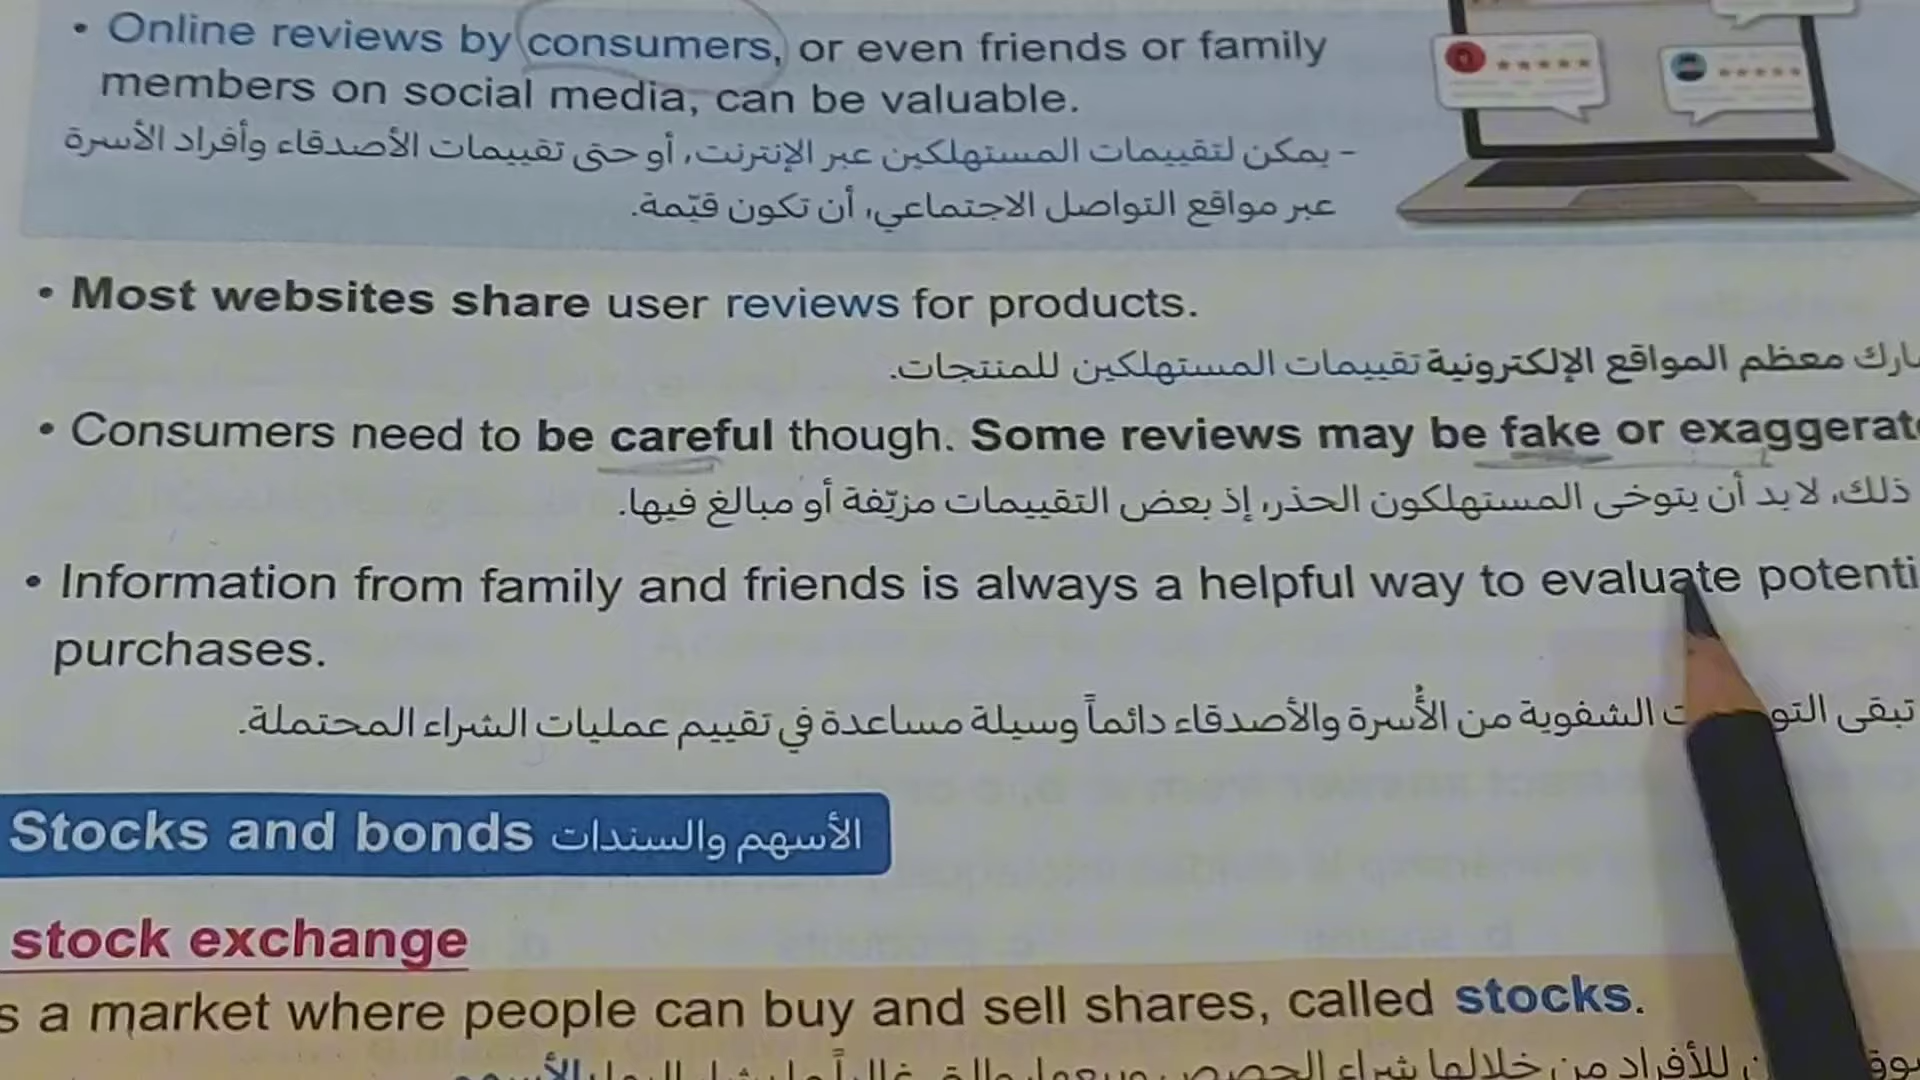 • Online reviews by consumers, or even friends or family
members on social media, can be valuable.
- يمكن لتقييمات المستهلكين عبر الإنترنت، أو حتى تقييمات الأصدقاء وأفراد الأسرة
عبر مواقع التواصل الاجتماعي، أن تكون قيّمة.
• Most websites share user reviews for products.
معظم المواقع الإلكترونية تقييمات المستهلكين للمنتجات.
• Consumers need to be careful though. Some reviews may be fake or
ذلك، لا بد أن يتوخى المستهلكون الحذر، إذ بعض التقييمات مزيّفة أو مبالغ فيها.
• Information from family and friends is always a helpful way to evaluate
purchases.
تبقى الشفوية من الأُسرة والأصدقاء دائماً وسيلة مساعدة في تقييم عمليات الشراء المحتملة.
Stocks and bonds الأسهم والسندات
stock exchange
a market where people can buy and sell shares, called stocks.
للأفراد من خلالها شراء الحصص